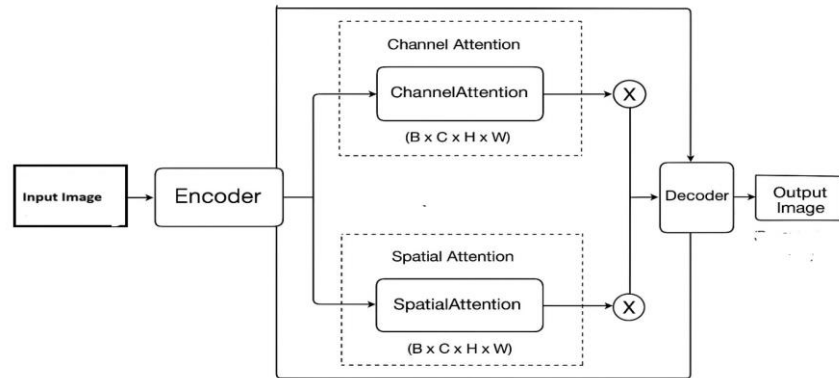 Channel Attention
ChannelAttention
X
(B x C x H x W)
Input Image
Encoder
Decoder
Output
Image
Spatial Attention
SpatialAttention
X
(B x C x H x W)